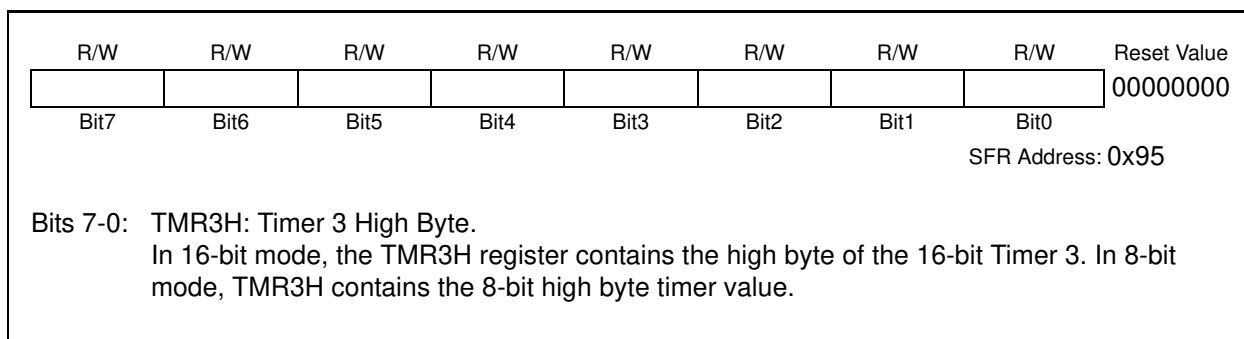 R/W R/W R/W R/W R/W R/W R/W R/W Reset Value
00000000
Bit7 Bit6 Bit5 Bit4 Bit3 Bit2 Bit1 Bit0
SFR Address: 0x95
Bits 7-0: TMR3H: Timer 3 High Byte.
In 16-bit mode, the TMR3H register contains the high byte of the 16-bit Timer 3. In 8-bit
mode, TMR3H contains the 8-bit high byte timer value.